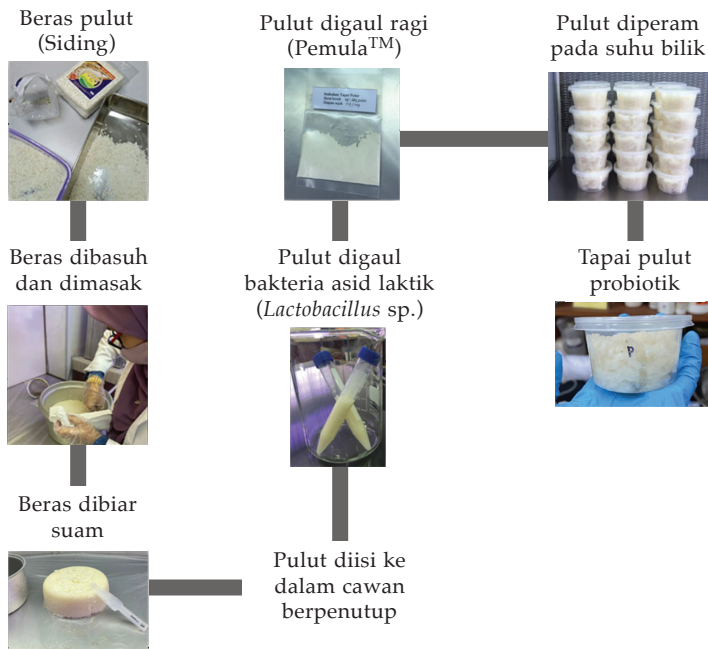 Beras pulut
(Siding)
Beras dibasuh
dan dimasak
Beras dibiar
suam
Pulut diisi ke
dalam cawan
berpenutup
Pulut digaul
bakteria asid laktik
(Lactobacillus sp.)
Pulut digaul ragi
(Pemula™)
Pulut diperam
pada suhu bilik
Tapai pulut
probiotik
P